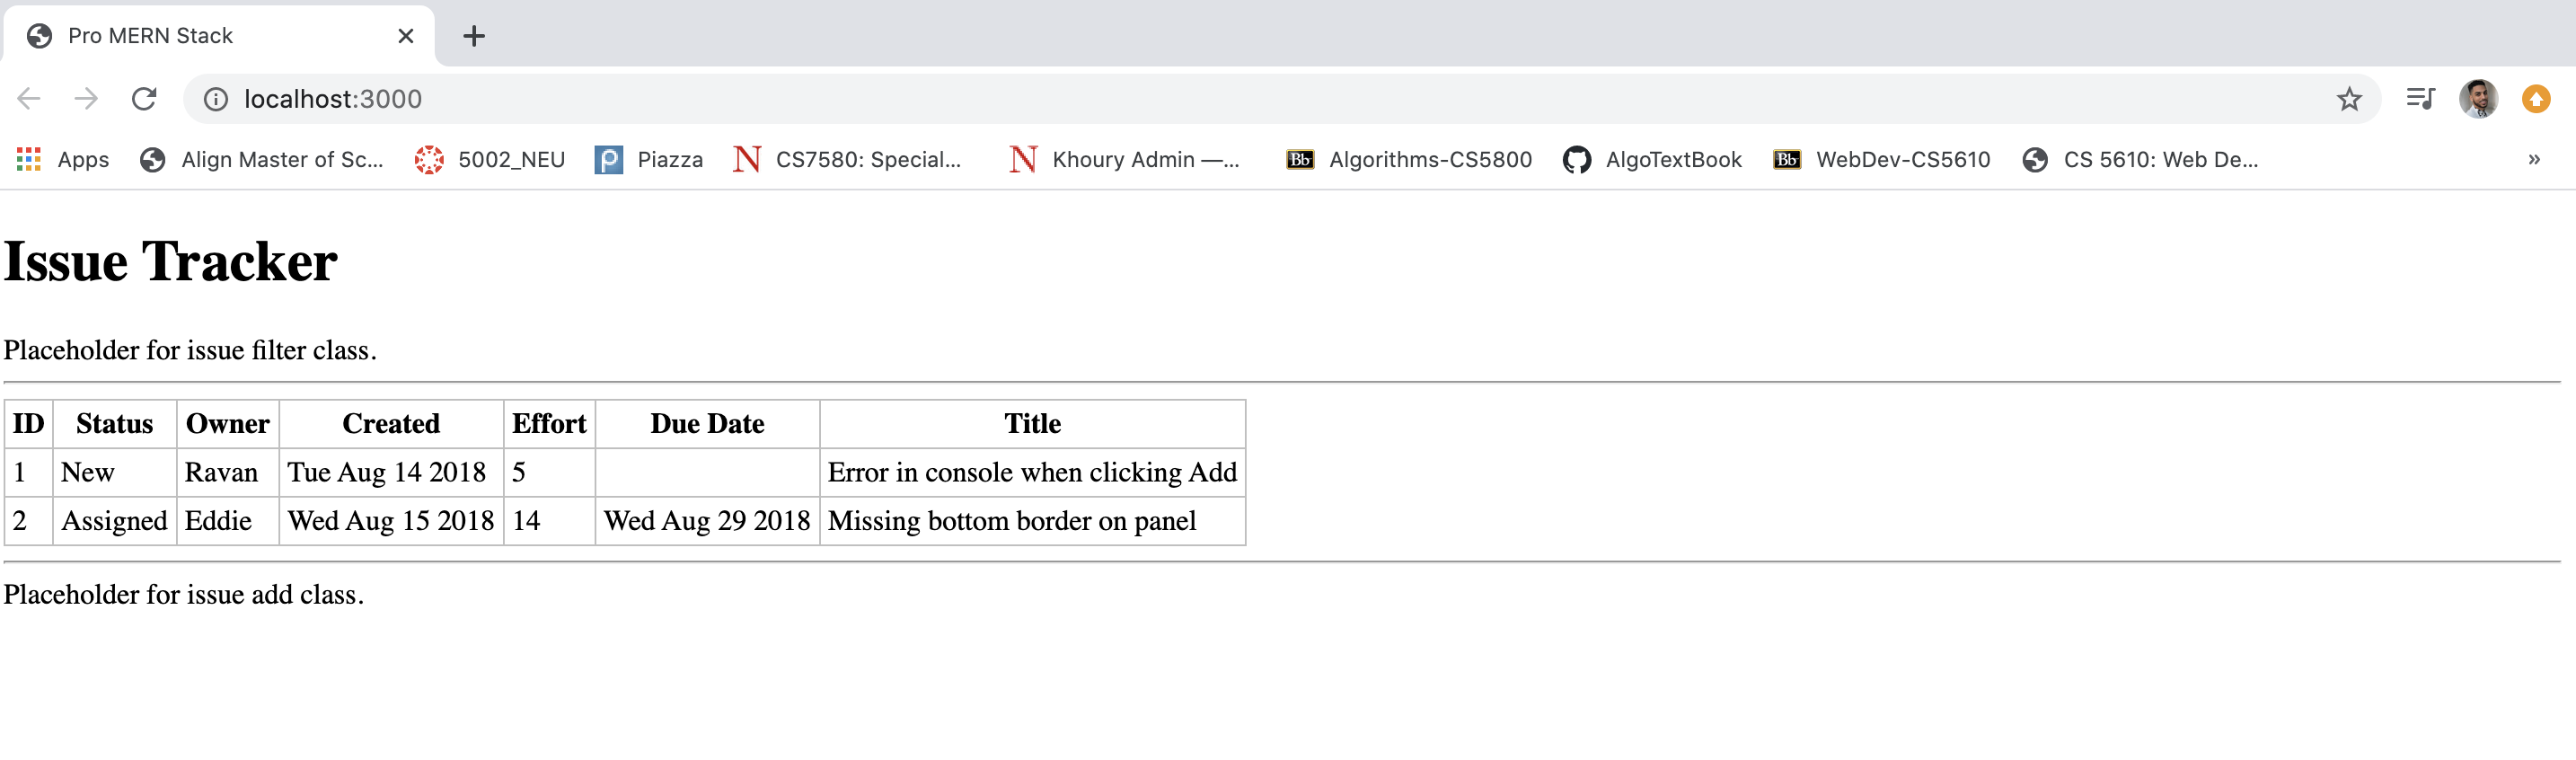 Pro MERN Stack
localhost:3000
Apps Align Master of Sc... 5002_NEU Piazza CS7580: Special... Khoury Admin —... Bb Algorithms-CS5800 AlgoTextBook Bb WebDev-CS5610 CS 5610: Web De... »
Issue Tracker
Placeholder for issue filter class.
ID Status Owner Created Effort Due Date Title
1 New Ravan Tue Aug 14 2018 5 Error in console when clicking Add
2 Assigned Eddie Wed Aug 15 2018 14 Wed Aug 29 2018 Missing bottom border on panel
Placeholder for issue add class.